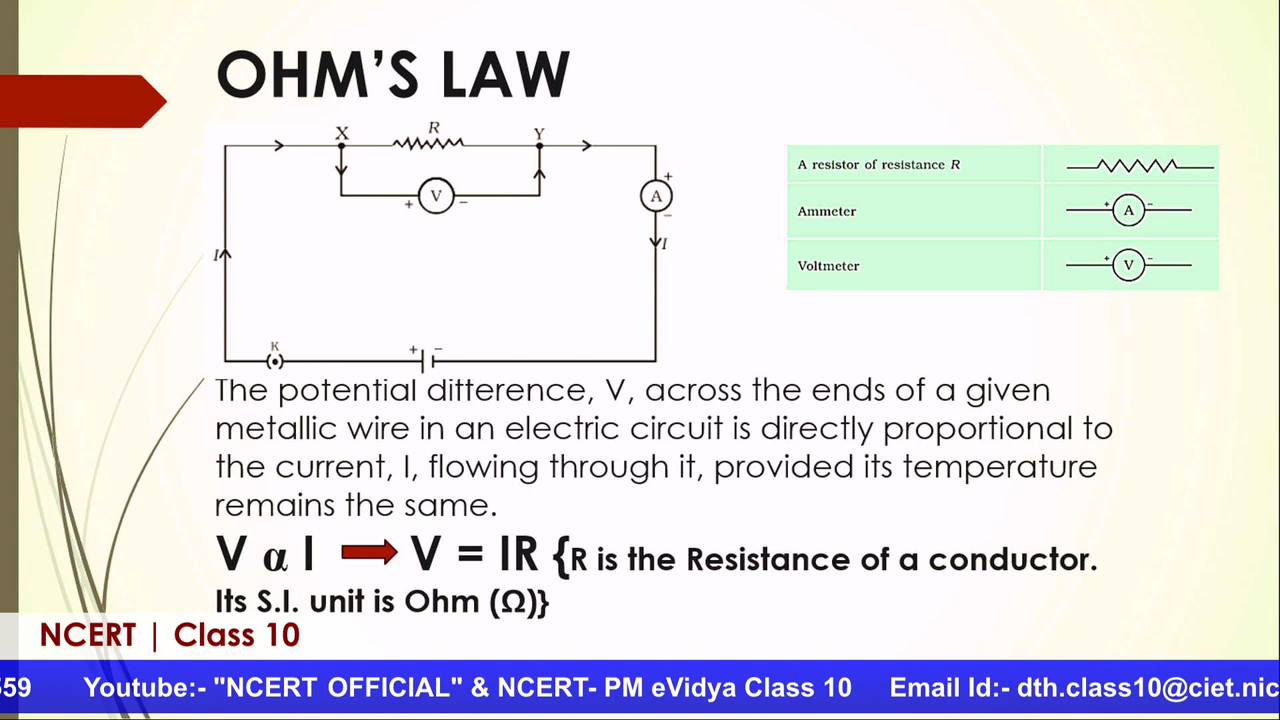 OHM'S LAW
X R Y
+ V −
+
A
−
I I
K
+ −
A resistor of resistance R
Ammeter + A −
Voltmeter + V −
The potential difference, V, across the ends of a given
metallic wire in an electric circuit is directly proportional to
the current, I, flowing through it, provided its temperature
remains the same.
V α I V = IR {R is the Resistance of a conductor.
Its S.I. unit is Ohm (Ω)}
NCERT | Class 10
559 Youtube:- "NCERT OFFICIAL" & NCERT- PM eVidya Class 10 Email Id:- dth.class10@ciet.nic